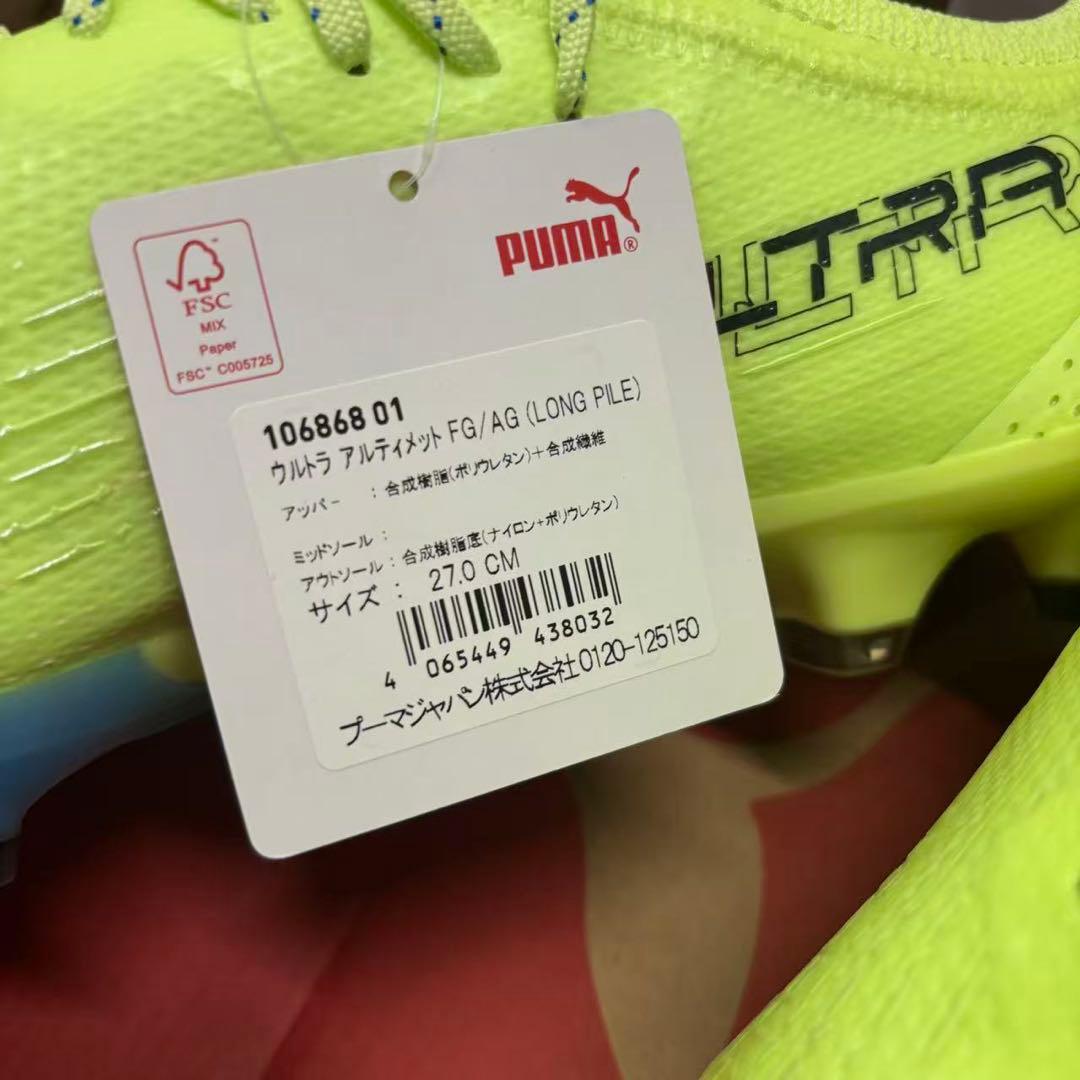 FSC
MIX
Paper
FSC™ C005725
PUMA®
ULTRA
106868 01
ウルトラ アルティメット FG/AG (LONG PILE)
アッパー : 合成樹脂(ポリウレタン)+合成繊維
ミッドソール :
アウトソール : 合成樹脂底(ナイロン+ポリウレタン)
サイズ : 27.0 CM
4 065449 438032
プーマジャパン株式会社 0120-125150